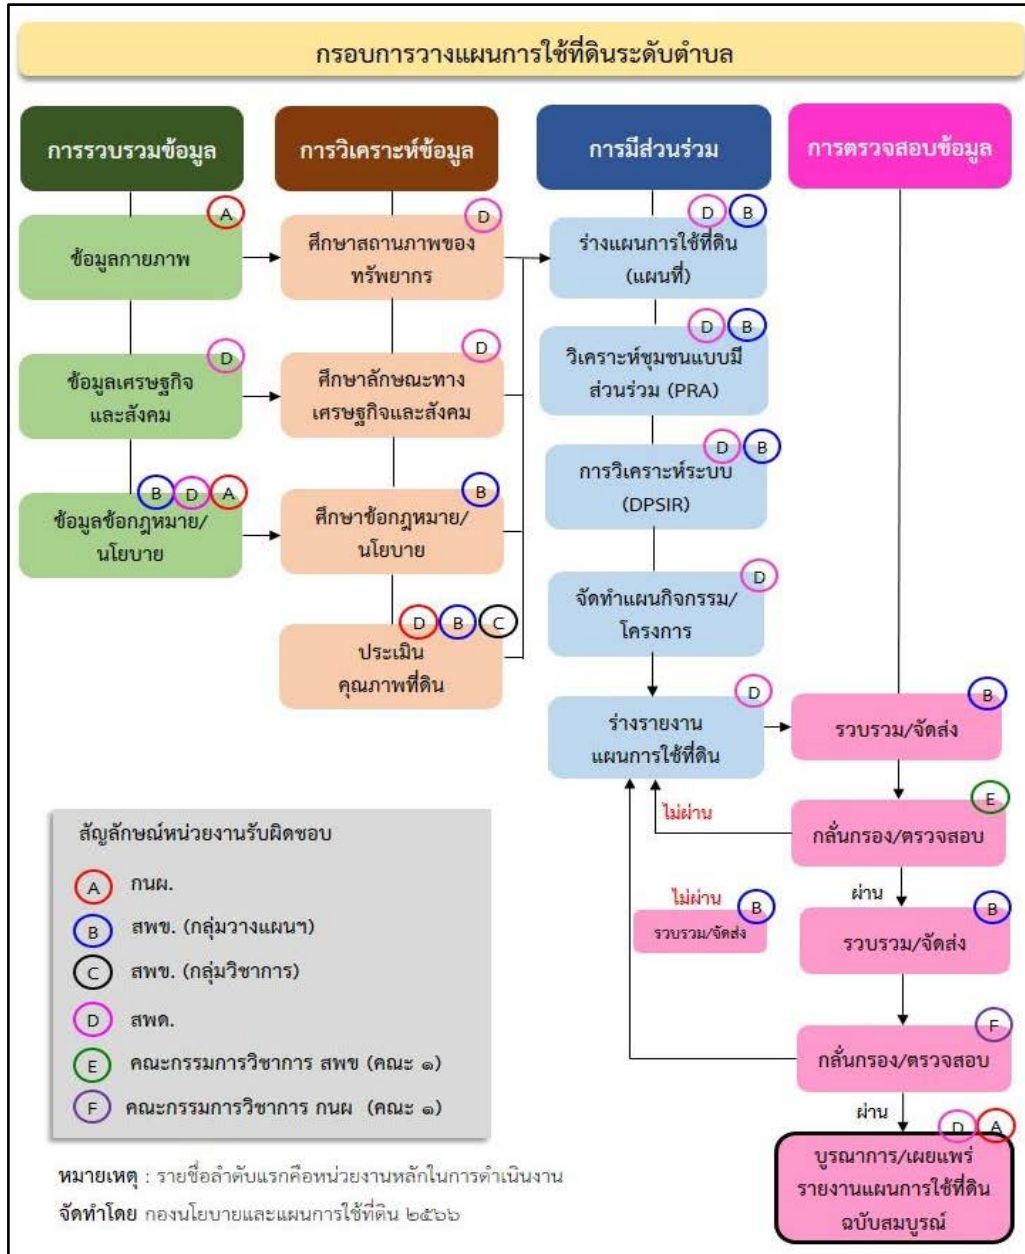 กรอบการวางแผนการใช้ที่ดินระดับตำบล
การรวบรวมข้อมูล
A
ข้อมูลกายภาพ
D
ข้อมูลเศรษฐกิจ
และสังคม
B D A
ข้อมูลข้อกฎหมาย/
นโยบาย
การวิเคราะห์ข้อมูล
D
ศึกษาสถานภาพของ
ทรัพยากร
D
ศึกษาลักษณะทาง
เศรษฐกิจและสังคม
B
ศึกษาข้อกฎหมาย/
นโยบาย
D B C
ประเมิน
คุณภาพที่ดิน
การมีส่วนร่วม
D B
ร่างแผนการใช้ที่ดิน
(แผนที่)
D B
วิเคราะห์ชุมชนแบบมี
ส่วนร่วม (PRA)
D B
การวิเคราะห์ระบบ
(DPSIR)
D
จัดทำแผนกิจกรรม/
โครงการ
D
ร่างรายงาน
แผนการใช้ที่ดิน
การตรวจสอบข้อมูล
B
รวบรวม/จัดส่ง
E
กลั่นกรอง/ตรวจสอบ
ไม่ผ่าน
ผ่าน
B
รวบรวม/จัดส่ง
ไม่ผ่าน
B
รวบรวม/จัดส่ง
F
กลั่นกรอง/ตรวจสอบ
ผ่าน
D A
บูรณาการ/เผยแพร่
รายงานแผนการใช้ที่ดิน
ฉบับสมบูรณ์
สัญลักษณ์หน่วยงานรับผิดชอบ
A กนผ.
B สพข. (กลุ่มวางแผนฯ)
C สพข. (กลุ่มวิชาการ)
D สพด.
E คณะกรรมการวิชาการ สพข (คณะ ๑)
F คณะกรรมการวิชาการ กนผ (คณะ ๑)
หมายเหตุ : รายชื่อลำดับแรกคือหน่วยงานหลักในการดำเนินงาน
จัดทำโดย กองนโยบายและแผนการใช้ที่ดิน ๒๕๖๖